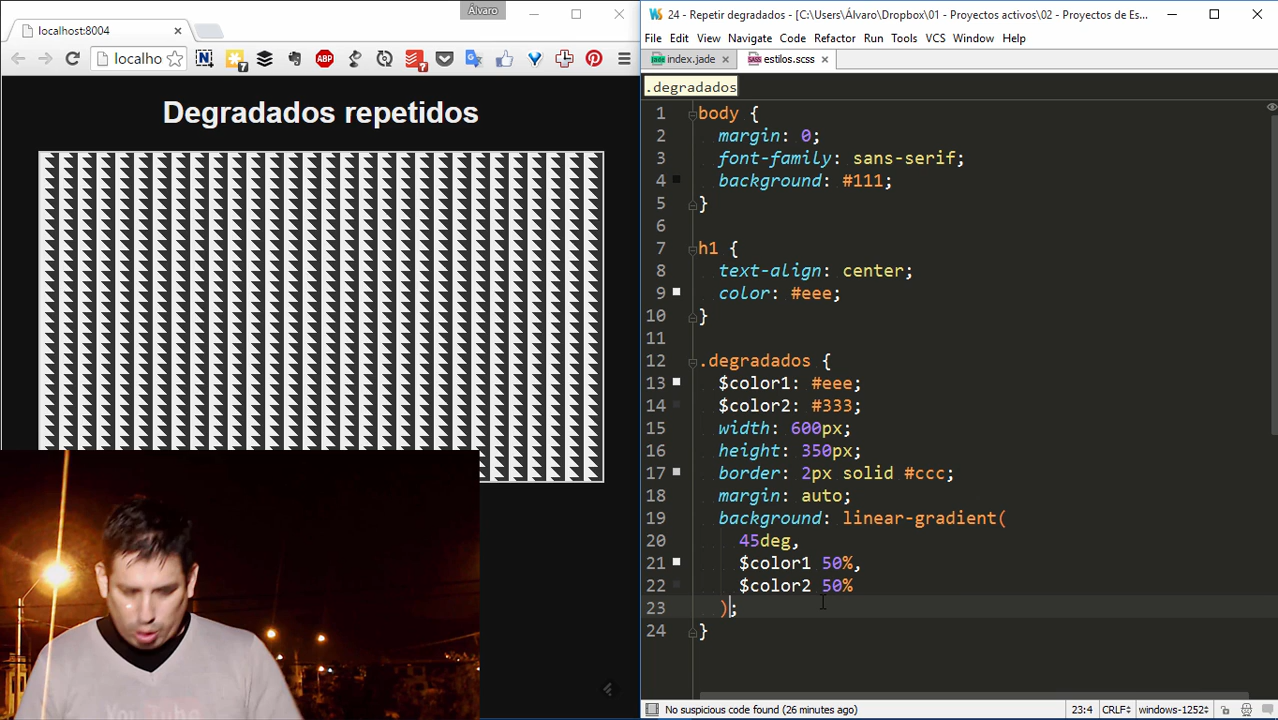 Álvaro
localhost:8004
localho
7
ABP
7
Degradados repetidos
YouTube
24 - Repetir degradados - [C:\Users\Álvaro\Dropbox\01 - Proyectos activos\02 - Proyectos de Es...
File Edit View Navigate Code Refactor Run Tools VCS Window Help
index.jade
estilos.scss
.degradados
1 body {
2 margin: 0;
3 font-family: sans-serif;
4 background: #111;
5 }
6
7 h1 {
8 text-align: center;
9 color: #eee;
10 }
11
12 .degradados {
13 $color1: #eee;
14 $color2: #333;
15 width: 600px;
16 height: 350px;
17 border: 2px solid #ccc;
18 margin: auto;
19 background: linear-gradient(
20 45deg,
21 $color1 50%,
22 $color2 50%
23 );
24 }
No suspicious code found (26 minutes ago)
23:4 CRLF windows-1252